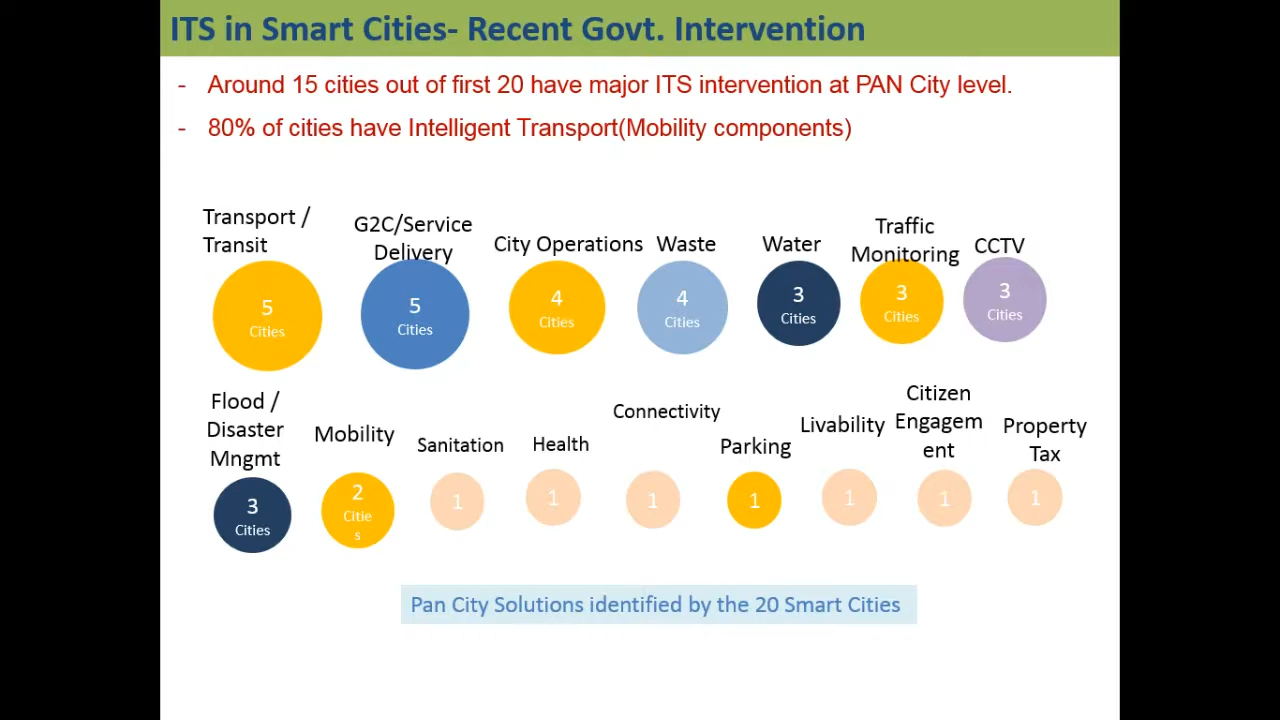 ITS in Smart Cities- Recent Govt. Intervention
- Around 15 cities out of first 20 have major ITS intervention at PAN City level.
- 80% of cities have Intelligent Transport(Mobility components)
Transport /
Transit
5
Cities
G2C/Service
Delivery
5
Cities
City Operations
4
Cities
Waste
4
Cities
Water
3
Cities
Traffic
Monitoring
3
Cities
CCTV
3
Cities
Flood /
Disaster
Mngmt
3
Cities
Mobility
2
Citie
s
Sanitation
1
Health
1
Connectivity
1
Parking
1
Livability
1
Citizen
Engagem
ent
1
Property
Tax
1
Pan City Solutions identified by the 20 Smart Cities